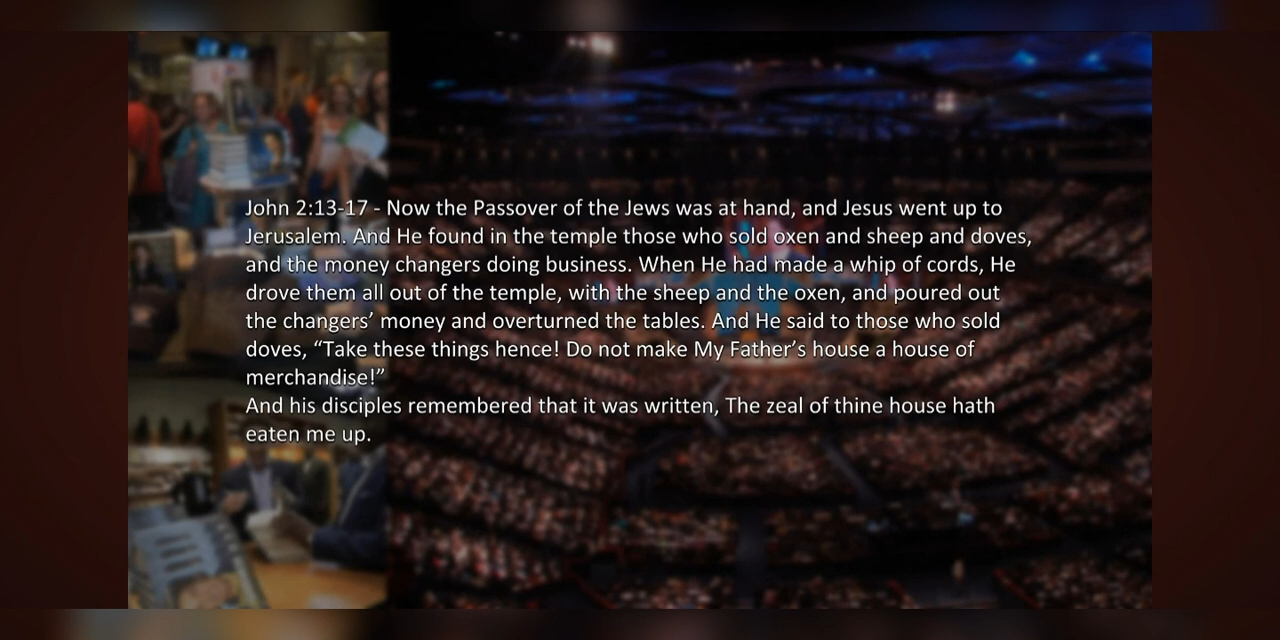 John 2:13-17 - Now the Passover of the Jews was at hand, and Jesus went up to
Jerusalem. And He found in the temple those who sold oxen and sheep and doves,
and the money changers doing business. When He had made a whip of cords, He
drove them all out of the temple, with the sheep and the oxen, and poured out
the changers’ money and overturned the tables. And He said to those who sold
doves, “Take these things hence! Do not make My Father’s house a house of
merchandise!”
And his disciples remembered that it was written, The zeal of thine house hath
eaten me up.